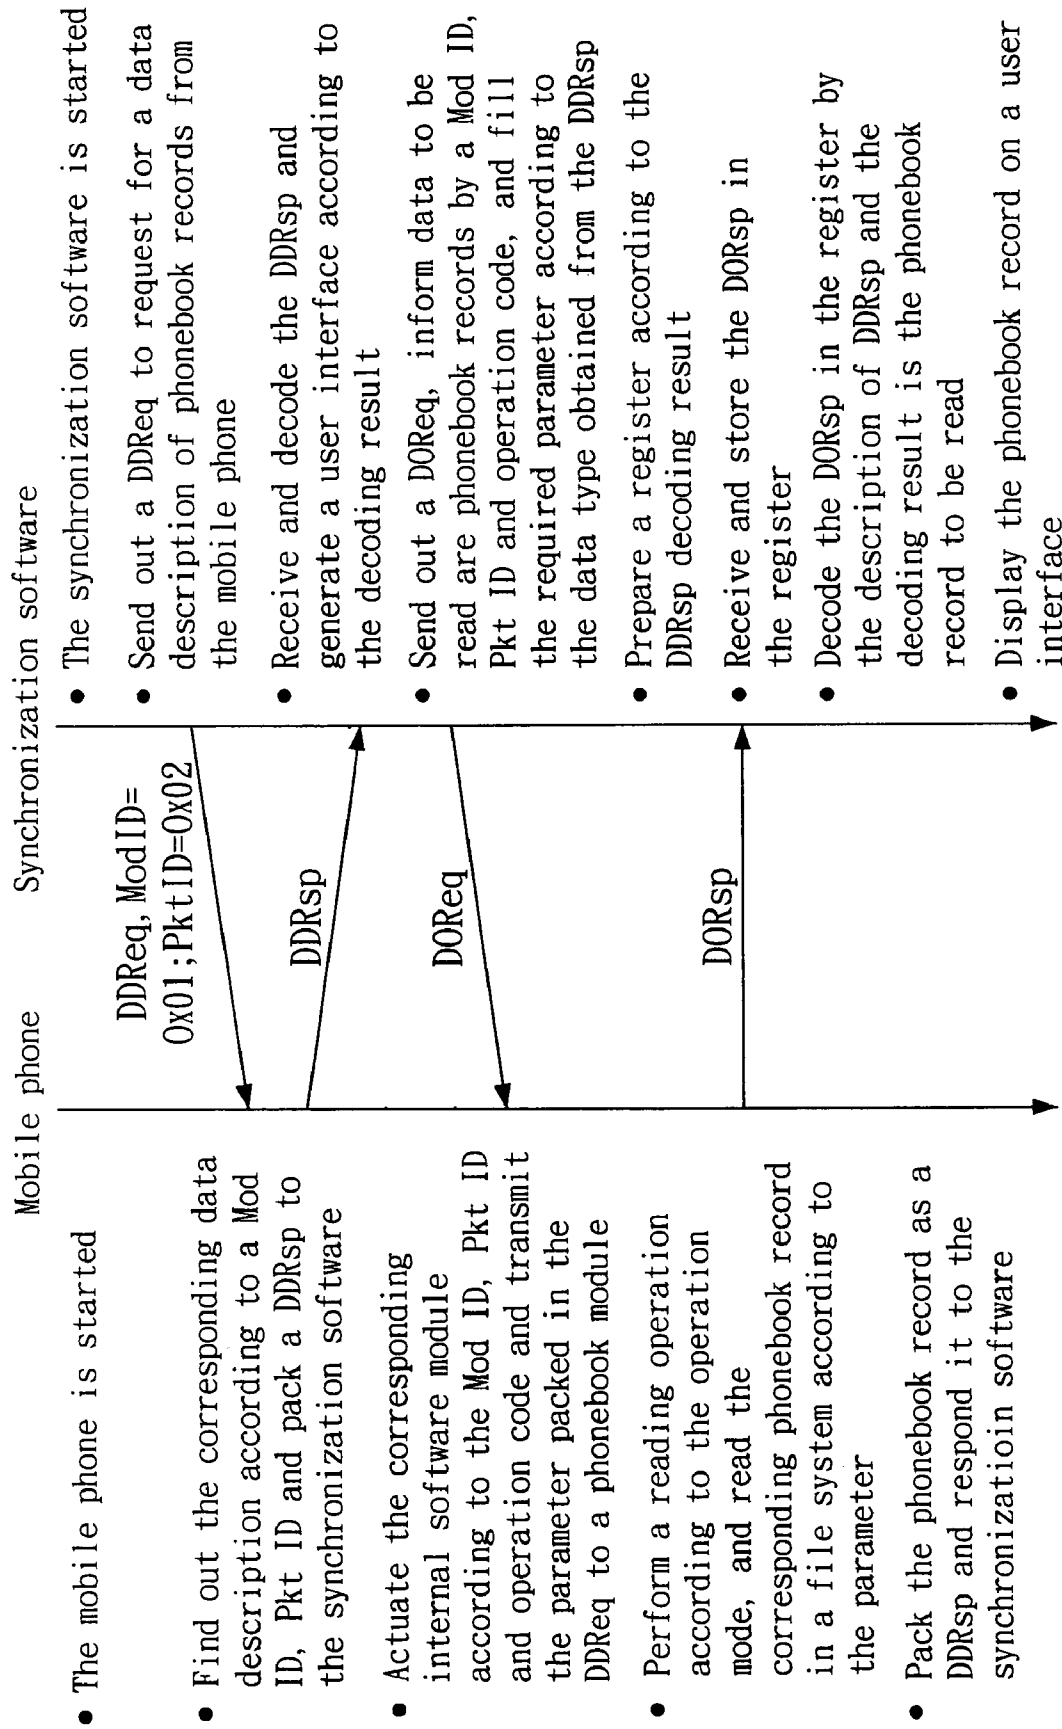 Mobile phone
Synchronization software
● The mobile phone is started
● Find out the corresponding data
description according to a Mod
ID, Pkt ID and pack a DDRsp to
the synchronization software
● Actuate the corresponding
internal software module
according to the Mod ID, Pkt ID
and operation code and transmit
the parameter packed in the
DDReq to a phonebook module
● Perform a reading operation
according to the operation
mode, and read the
corresponding phonebook record
in a file system according to
the parameter
● Pack the phonebook record as a
DDRsp and respond it to the
synchronizatioin software
DDReq, ModID=
0x01;PktID=0x02
DDRsp
DOReq
DORsp
● The synchronization software is started
● Send out a DDReq to request for a data
description of phonebook records from
the mobile phone
● Receive and decode the DDRsp and
generate a user interface according to
the decoding result
● Send out a DOReq, inform data to be
read are phonebook records by a Mod ID,
Pkt ID and operation code, and fill
the required parameter according to
the data type obtained from the DDRsp
● Prepare a register according to the
DDRsp decoding result
● Receive and store the DORsp in
the register
● Decode the DORsp in the register by
the description of DDRsp and the
decoding result is the phonebook
record to be read
● Display the phonebook record on a user
interface